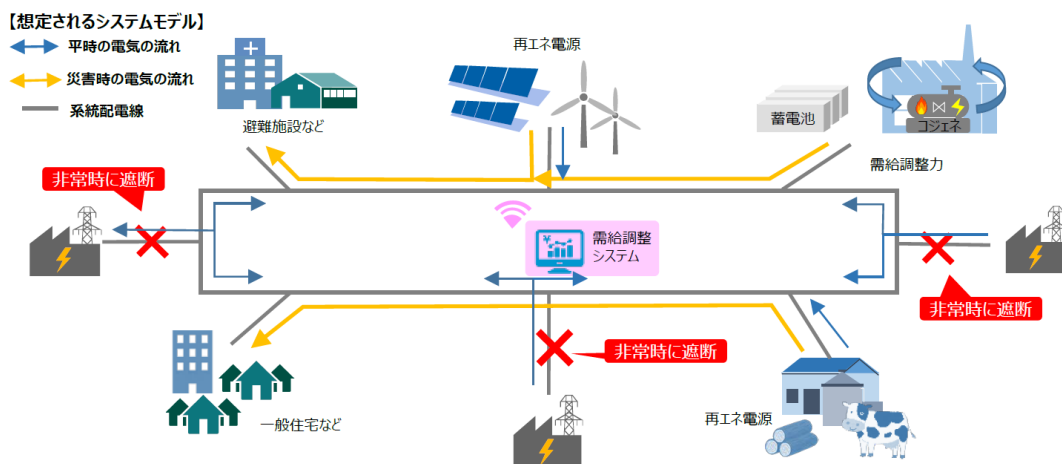 【想定されるシステムモデル】
平時の電気の流れ
災害時の電気の流れ
系統配電線
避難施設など
再エネ電源
蓄電池
コジェネ
需給調整力
非常時に遮断
¥
需給調整
システム
非常時に遮断
非常時に遮断
一般住宅など
再エネ電源